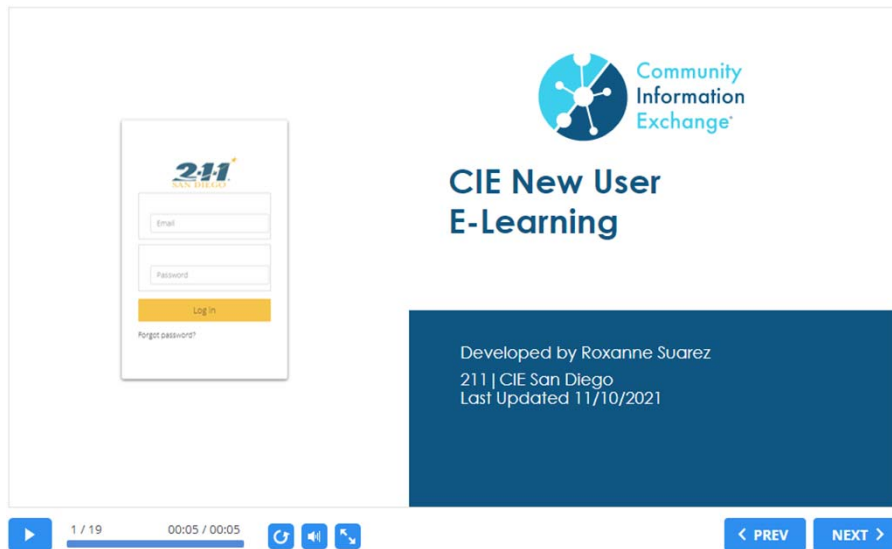 Community
Information
Exchange
2·1·1
SAN DIEGO
Email
Password
Log in
Forgot password?
CIE New User
E-Learning
Developed by Roxanne Suarez
211|CIE San Diego
Last Updated 11/10/2021
1 / 19
00:05 / 00:05
PREV
NEXT